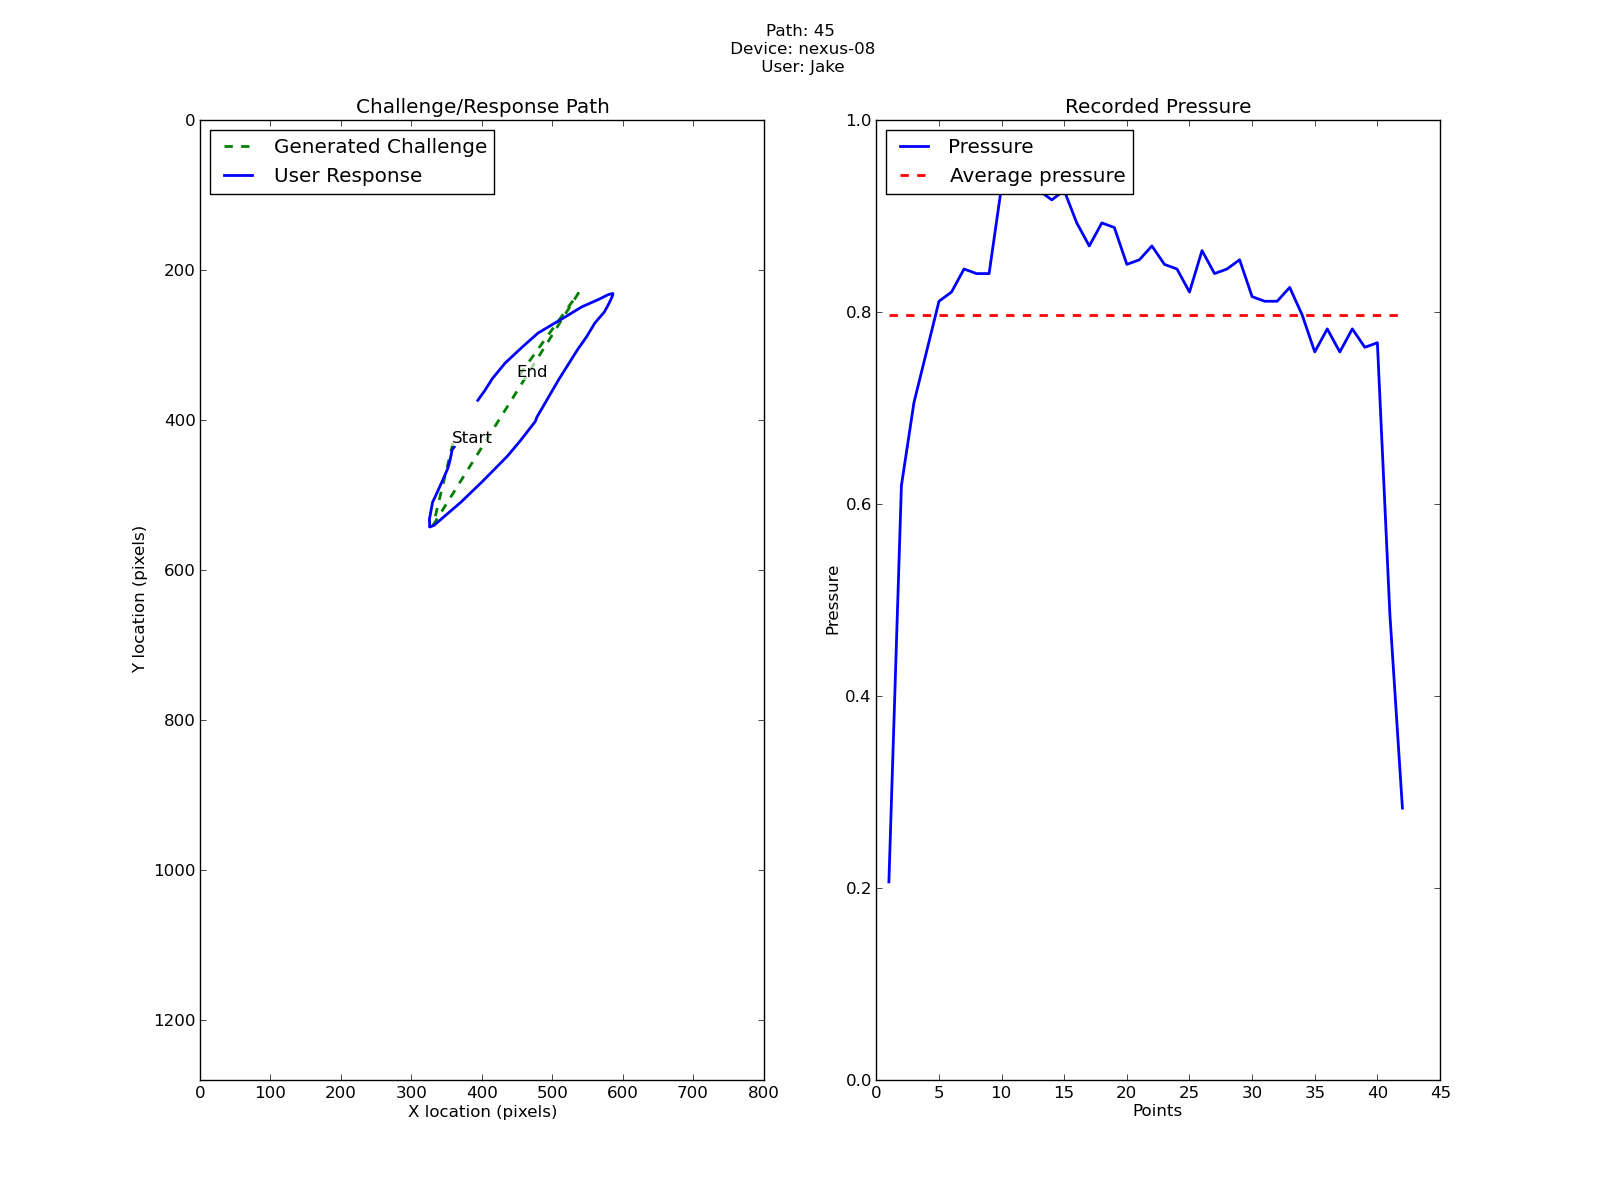 Path: 45
Device: nexus-08
User: Jake
Challenge/Response Path
Generated Challenge
User Response
0
200
400
600
800
1000
1200
Y location (pixels)
Start
End
0 100 200 300 400 500 600 700 800
X location (pixels)
Recorded Pressure
Pressure
Average pressure
1.0
0.8
0.6
0.4
0.2
0.0
Pressure
0 5 10 15 20 25 30 35 40 45
Points